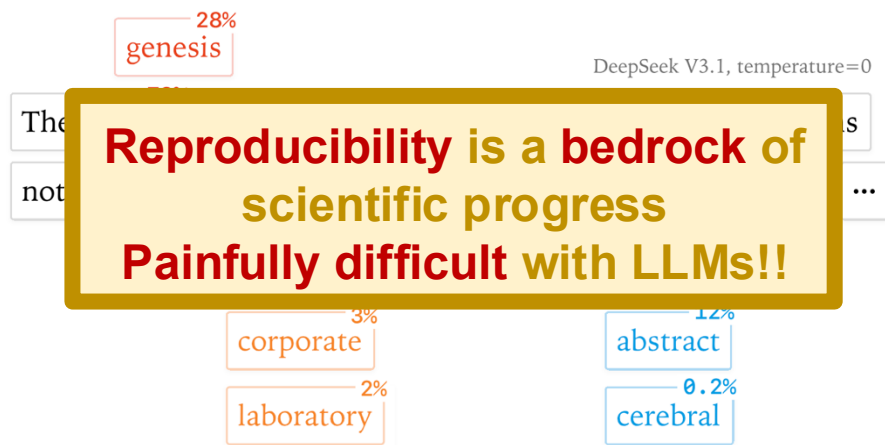 28%
genesis
DeepSeek V3.1, temperature=0
The
Reproducibility is a bedrock of
scientific progress
Painfully difficult with LLMs!!
not
...
3%
corporate
12%
abstract
2%
laboratory
0.2%
cerebral